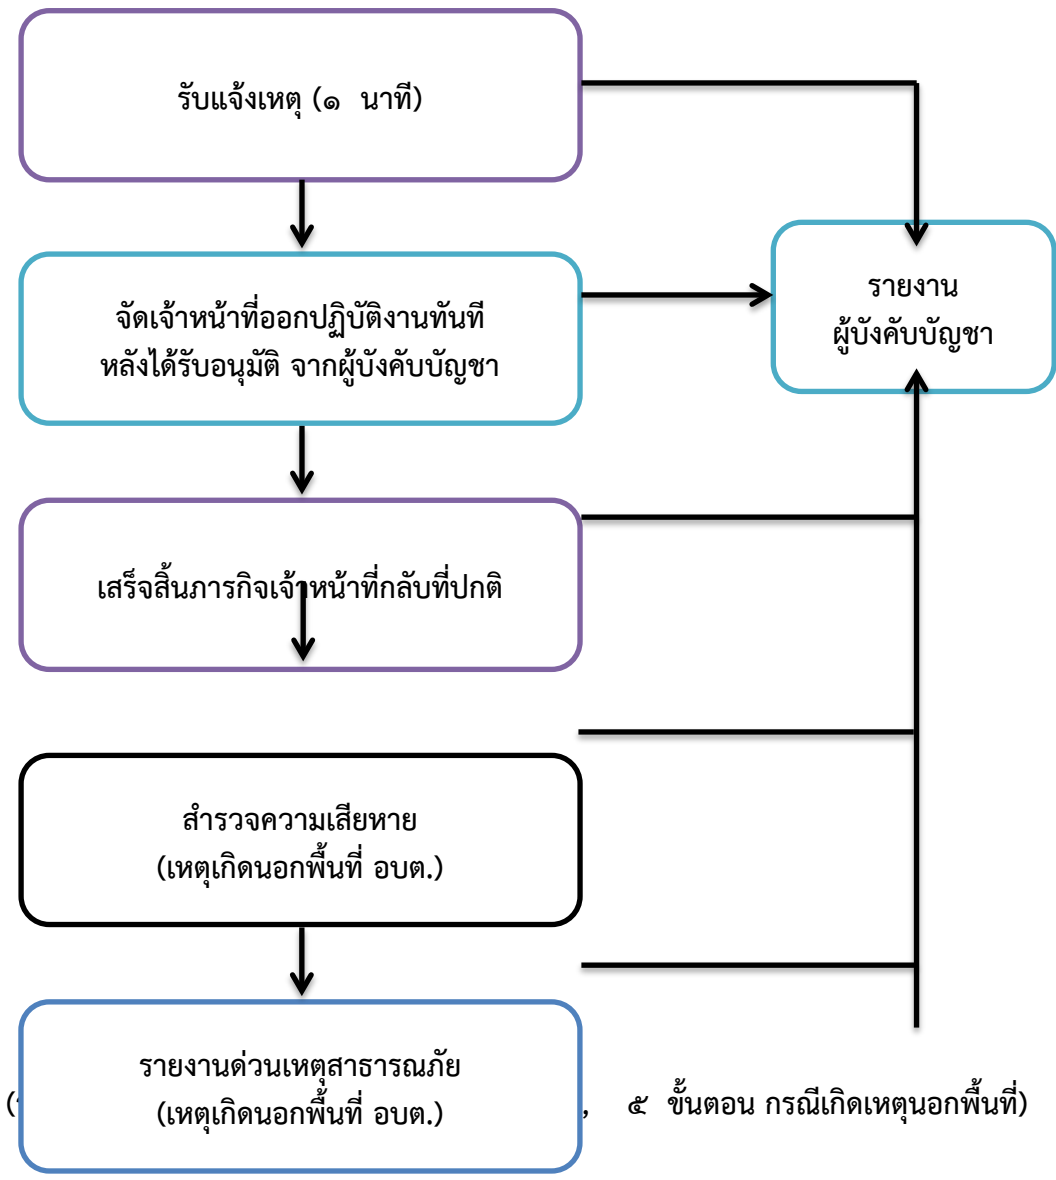 รับแจ้งเหตุ (๑ นาที)
รายงาน
ผู้บังคับบัญชา
จัดเจ้าหน้าที่ออกปฏิบัติงานทันที
หลังได้รับอนุมัติ จากผู้บังคับบัญชา
เสร็จสิ้นภารกิจเจ้าหน้าที่กลับที่ปกติ
สำรวจความเสียหาย
(เหตุเกิดนอกพื้นที่ อบต.)
รายงานด่วนเหตุสาธารณภัย
(เหตุเกิดนอกพื้นที่ อบต.)
( , ๕ ขั้นตอน กรณีเกิดเหตุนอกพื้นที่)